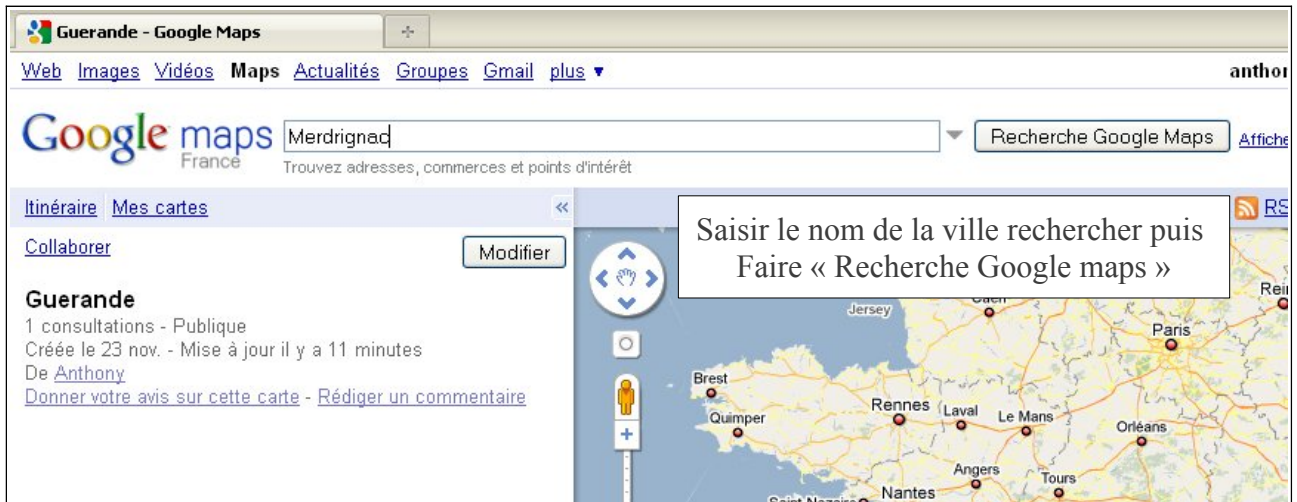 Guerande - Google Maps
Web Images Vidéos Maps Actualités Groupes Gmail plus ▼
Google maps
France
Merdrignac
Recherche Google Maps
Trouvez adresses, commerces et points d'intérêt
Itinéraire Mes cartes «
Collaborer
Modifier
Saisir le nom de la ville rechercher puis
Faire « Recherche Google maps »
Guerande
1 consultations - Publique
Créée le 23 nov. - Mise à jour il y a 11 minutes
De Anthony
Donner votre avis sur cette carte - Rédiger un commentaire
Jersey
Caen
Paris
Brest
Rennes
Laval
Le Mans
Quimper
Orléans
Angers
Tours
Nantes
Saint-Nazaire